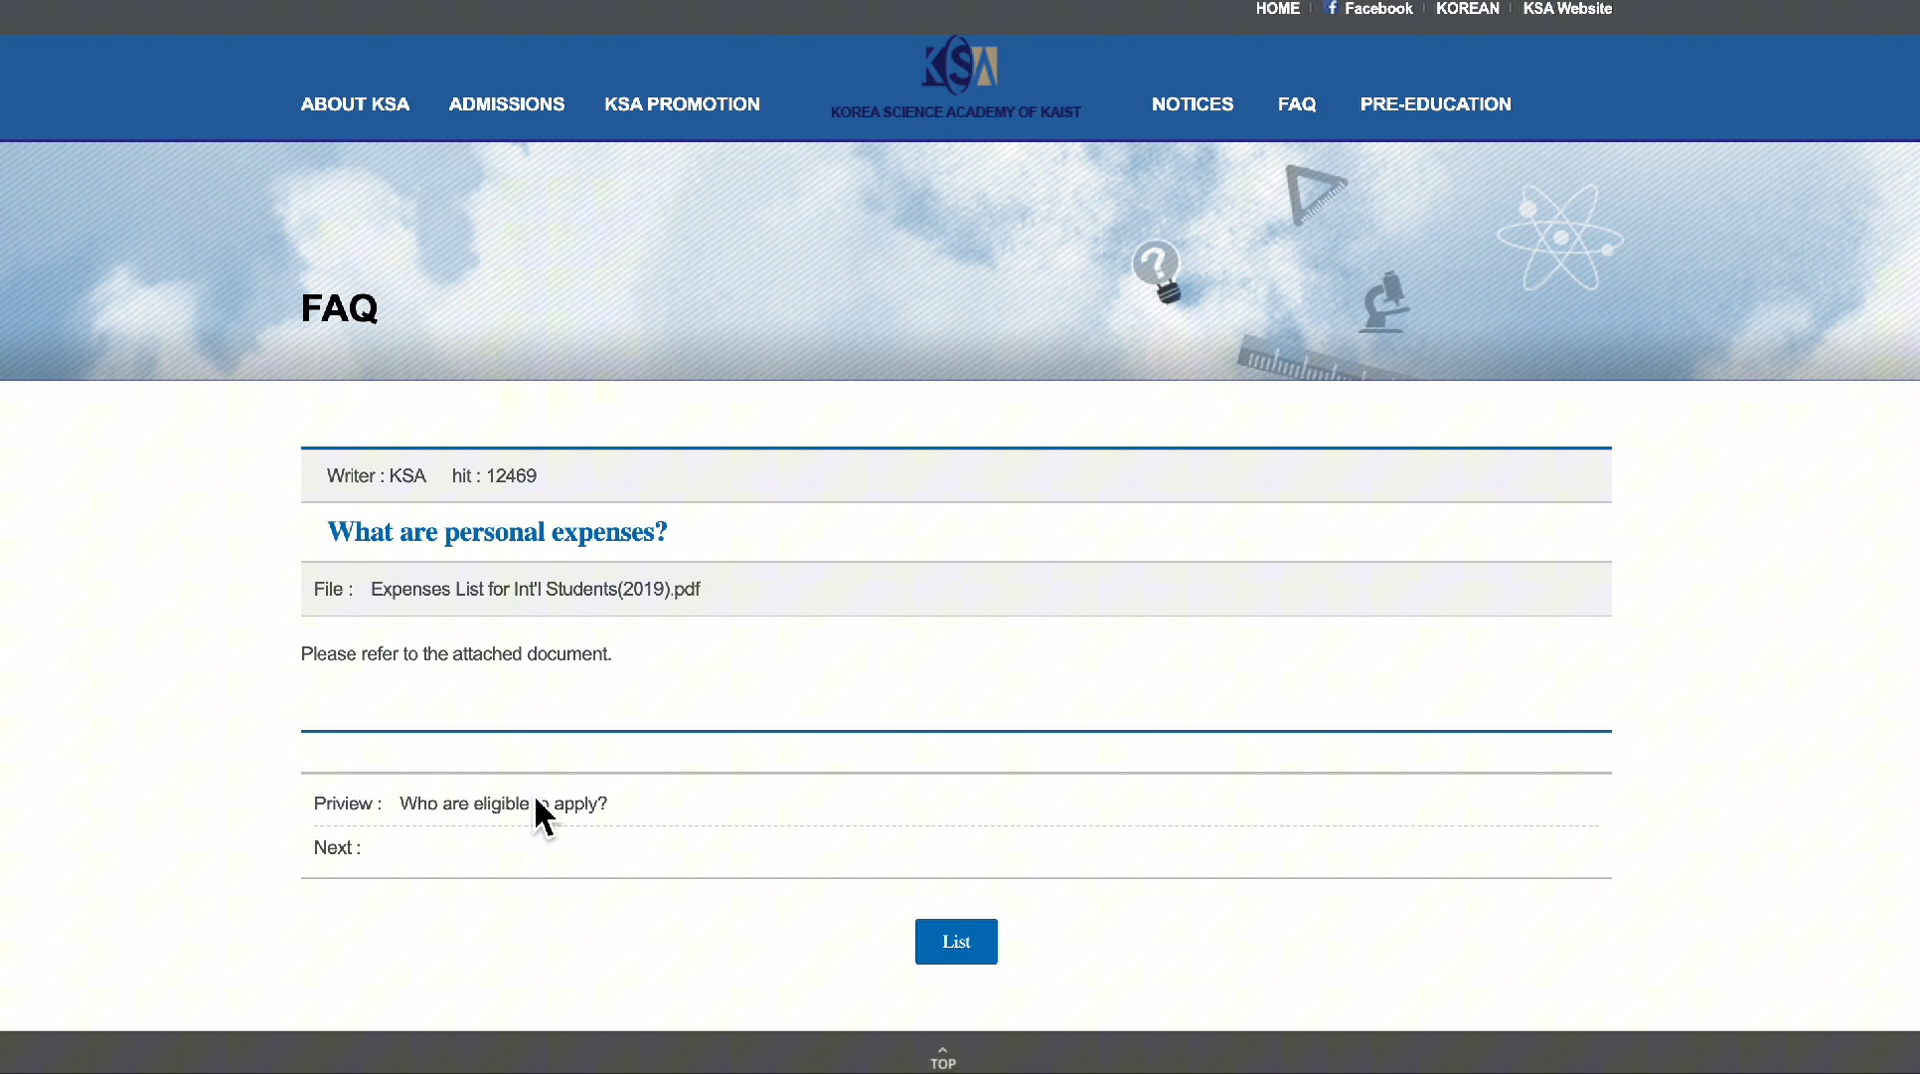 HOME Facebook KOREAN KSA Website
KSA
ABOUT KSA ADMISSIONS KSA PROMOTION KOREA SCIENCE ACADEMY OF KAIST NOTICES FAQ PRE-EDUCATION
FAQ
Writer : KSA hit : 12469
What are personal expenses?
File : Expenses List for Int'l Students(2019).pdf
Please refer to the attached document.
Priview : Who are eligible to apply?
Next :
List
TOP